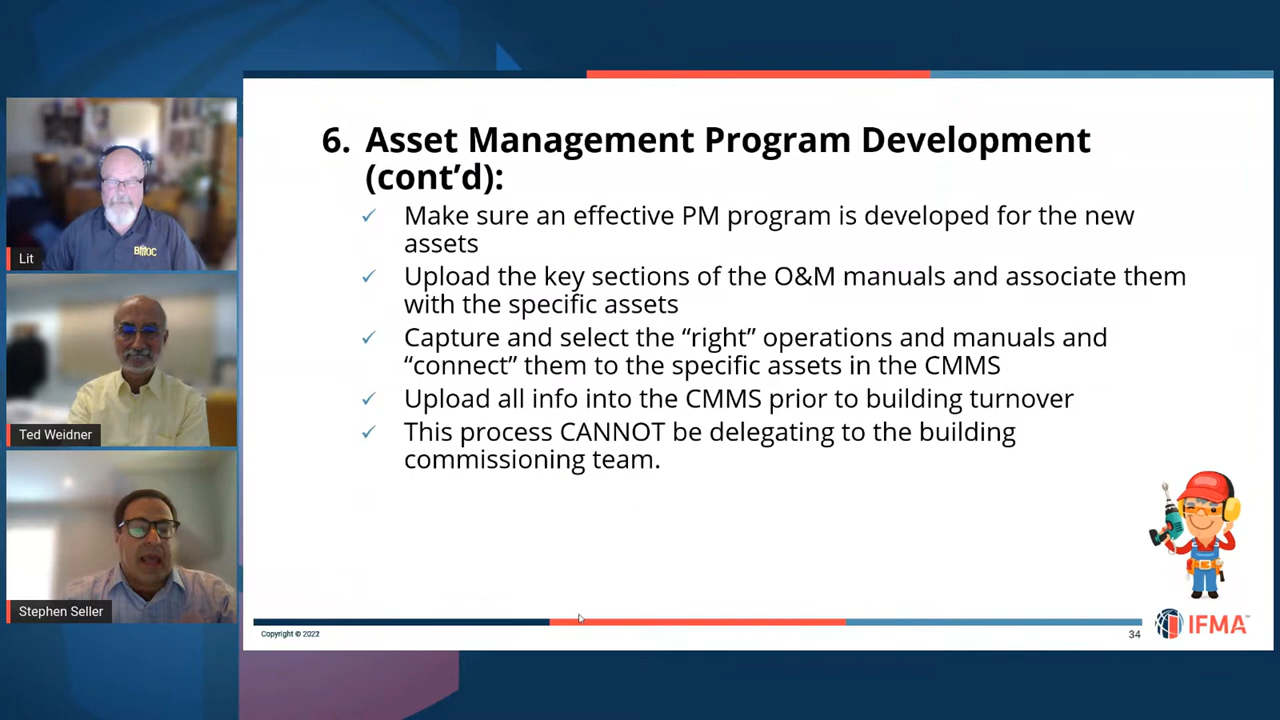 6. Asset Management Program Development
(cont’d):
✓ Make sure an effective PM program is developed for the new
assets
✓ Upload the key sections of the O&M manuals and associate them
with the specific assets
✓ Capture and select the “right” operations and manuals and
“connect” them to the specific assets in the CMMS
✓ Upload all info into the CMMS prior to building turnover
✓ This process CANNOT be delegating to the building
commissioning team.
Copyright © 2022
34
IFMA™
BMOC
Lit
Ted Weidner
Stephen Seller